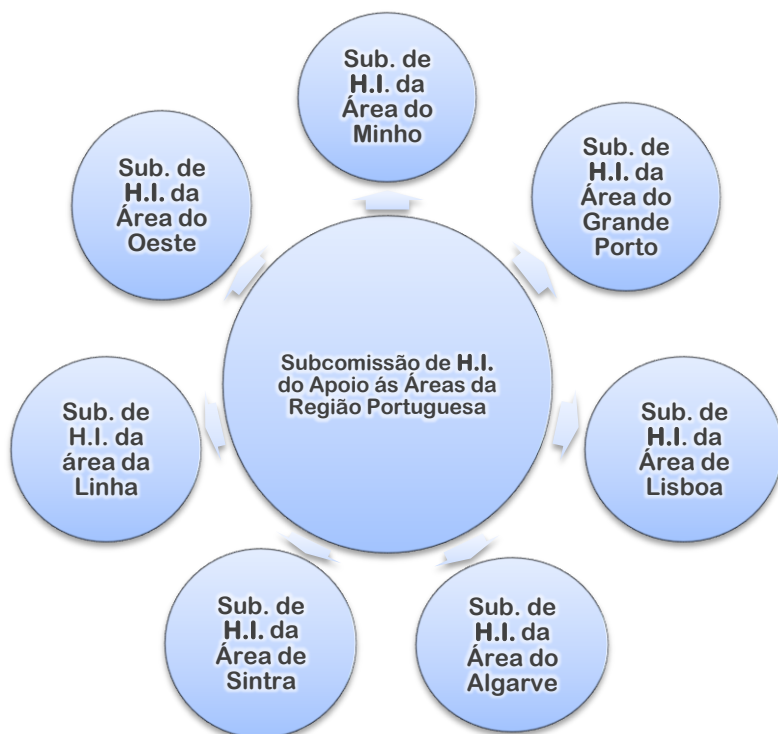 Sub. de
H.I. da
Área do
Minho
Sub. de
H.I. da
Área do
Grande
Porto
Sub. de
H.I. da
Área de
Lisboa
Sub. de
H.I. da
Área do
Algarve
Sub. de
H.I. da
Área de
Sintra
Sub. de
H.I. da
área da
Linha
Sub. de
H.I. da
Área do
Oeste
Subcomissão de H.I.
do Apoio ás Áreas da
Região Portuguesa